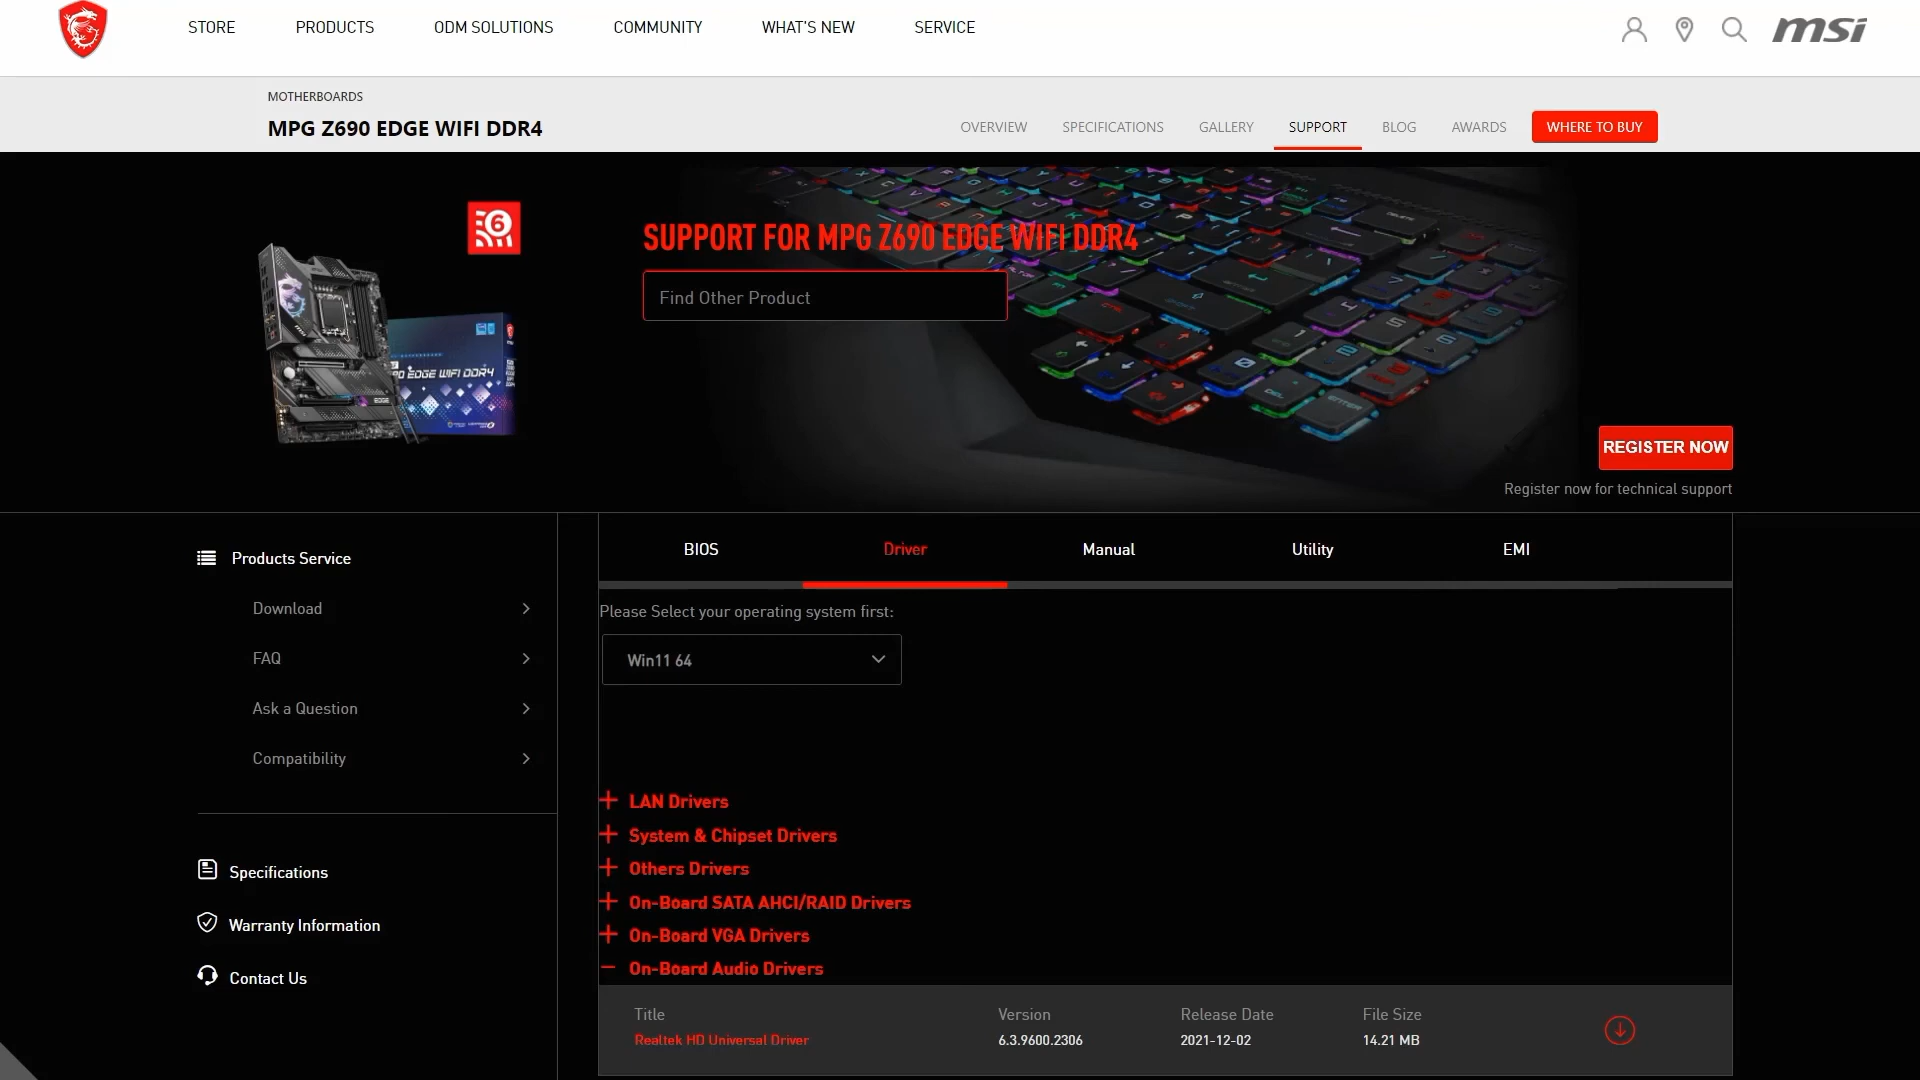 STORE PRODUCTS ODM SOLUTIONS COMMUNITY WHAT'S NEW SERVICE msi
MOTHERBOARDS
MPG Z690 EDGE WIFI DDR4
OVERVIEW SPECIFICATIONS GALLERY SUPPORT BLOG AWARDS WHERE TO BUY
6
SUPPORT FOR MPG Z690 EDGE WIFI DDR4
Find Other Product
EDGE WIFI DDR4
REGISTER NOW
Register now for technical support
Products Service
Download
FAQ
Ask a Question
Compatibility
Specifications
Warranty Information
Contact Us
BIOS Driver Manual Utility EMI
Please Select your operating system first:
Win11 64
LAN Drivers
System & Chipset Drivers
Others Drivers
On-Board SATA AHCI/RAID Drivers
On-Board VGA Drivers
On-Board Audio Drivers
Title Version Release Date File Size
Realtek HD Universal Driver 6.3.9600.2306 2021-12-02 14.21 MB